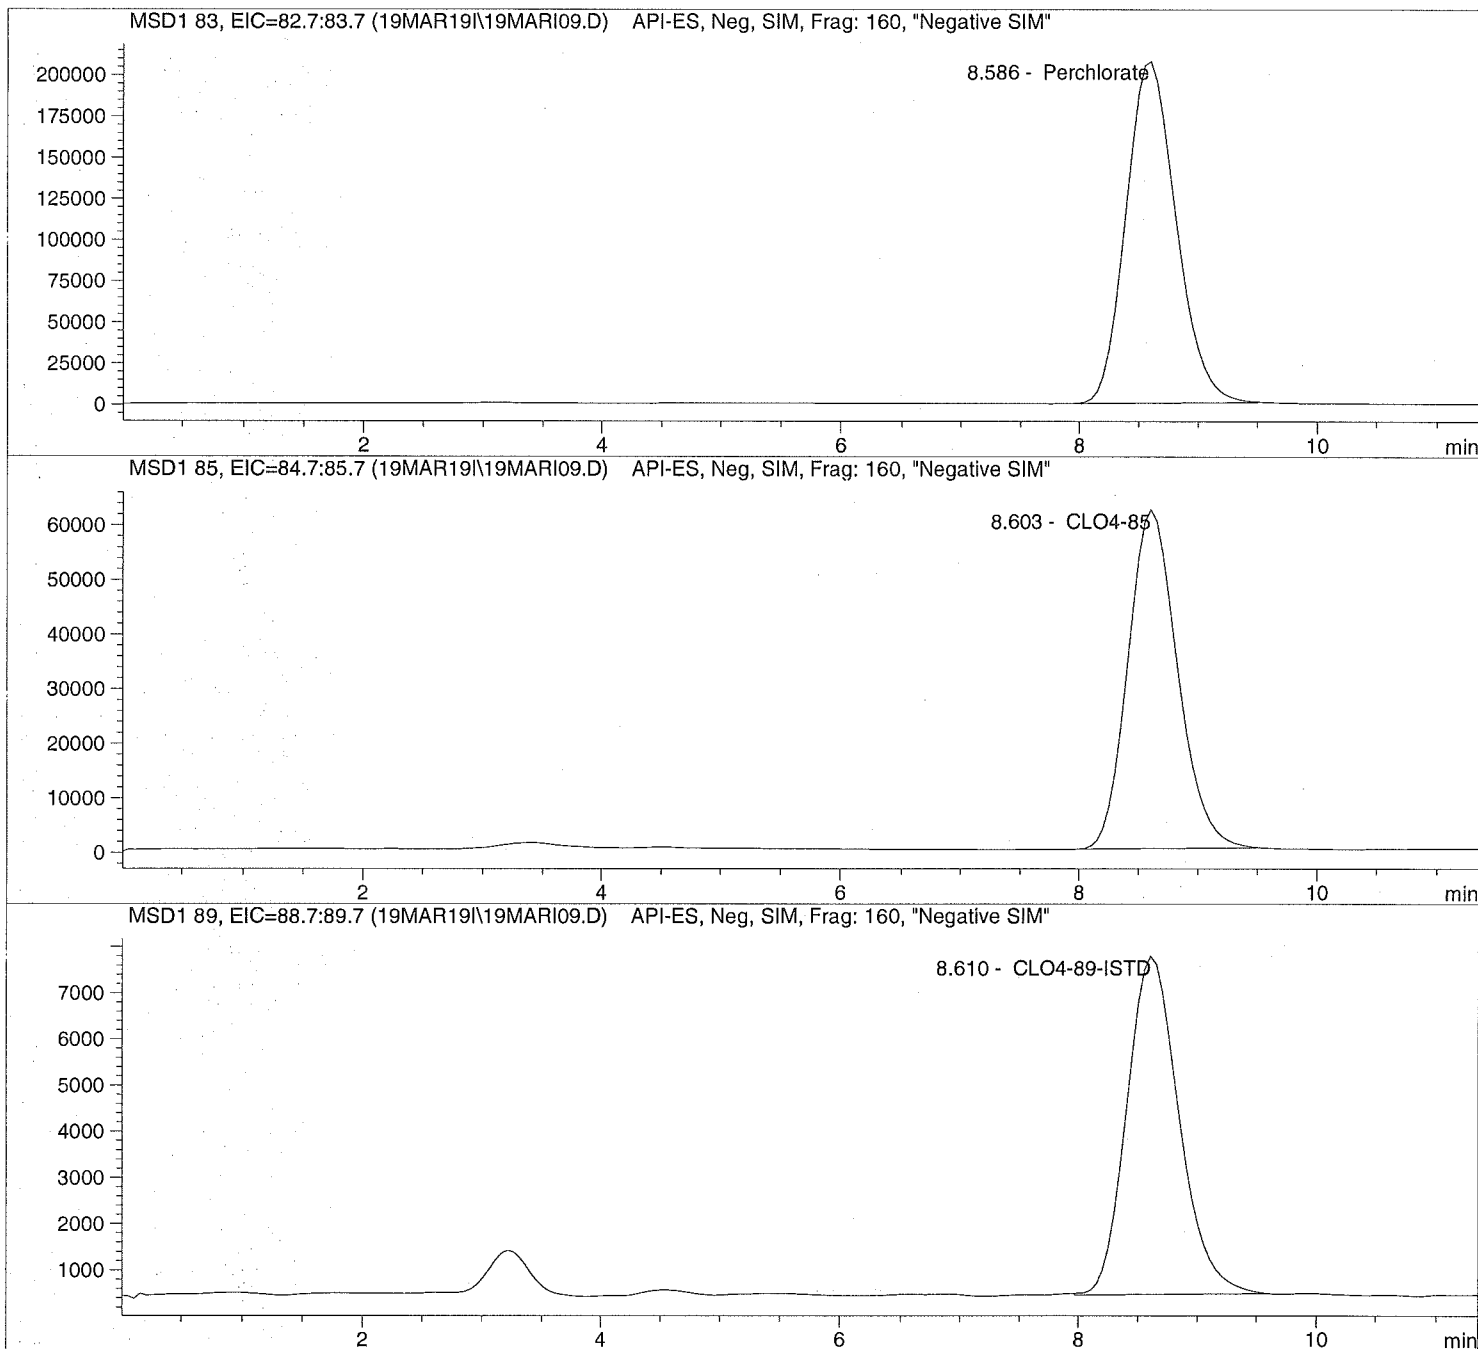 MSD1 83, EIC=82.7:83.7 (19MAR19I\19MARI09.D) API-ES, Neg, SIM, Frag: 160, "Negative SIM"
8.586 - Perchlorate
200000
175000
150000
125000
100000
75000
50000
25000
0
2 4 6 8 10 min
MSD1 85, EIC=84.7:85.7 (19MAR19I\19MARI09.D) API-ES, Neg, SIM, Frag: 160, "Negative SIM"
8.603 - CLO4-85
60000
50000
40000
30000
20000
10000
0
2 4 6 8 10 min
MSD1 89, EIC=88.7:89.7 (19MAR19I\19MARI09.D) API-ES, Neg, SIM, Frag: 160, "Negative SIM"
8.610 - CLO4-89-ISTD
7000
6000
5000
4000
3000
2000
1000
2 4 6 8 10 min